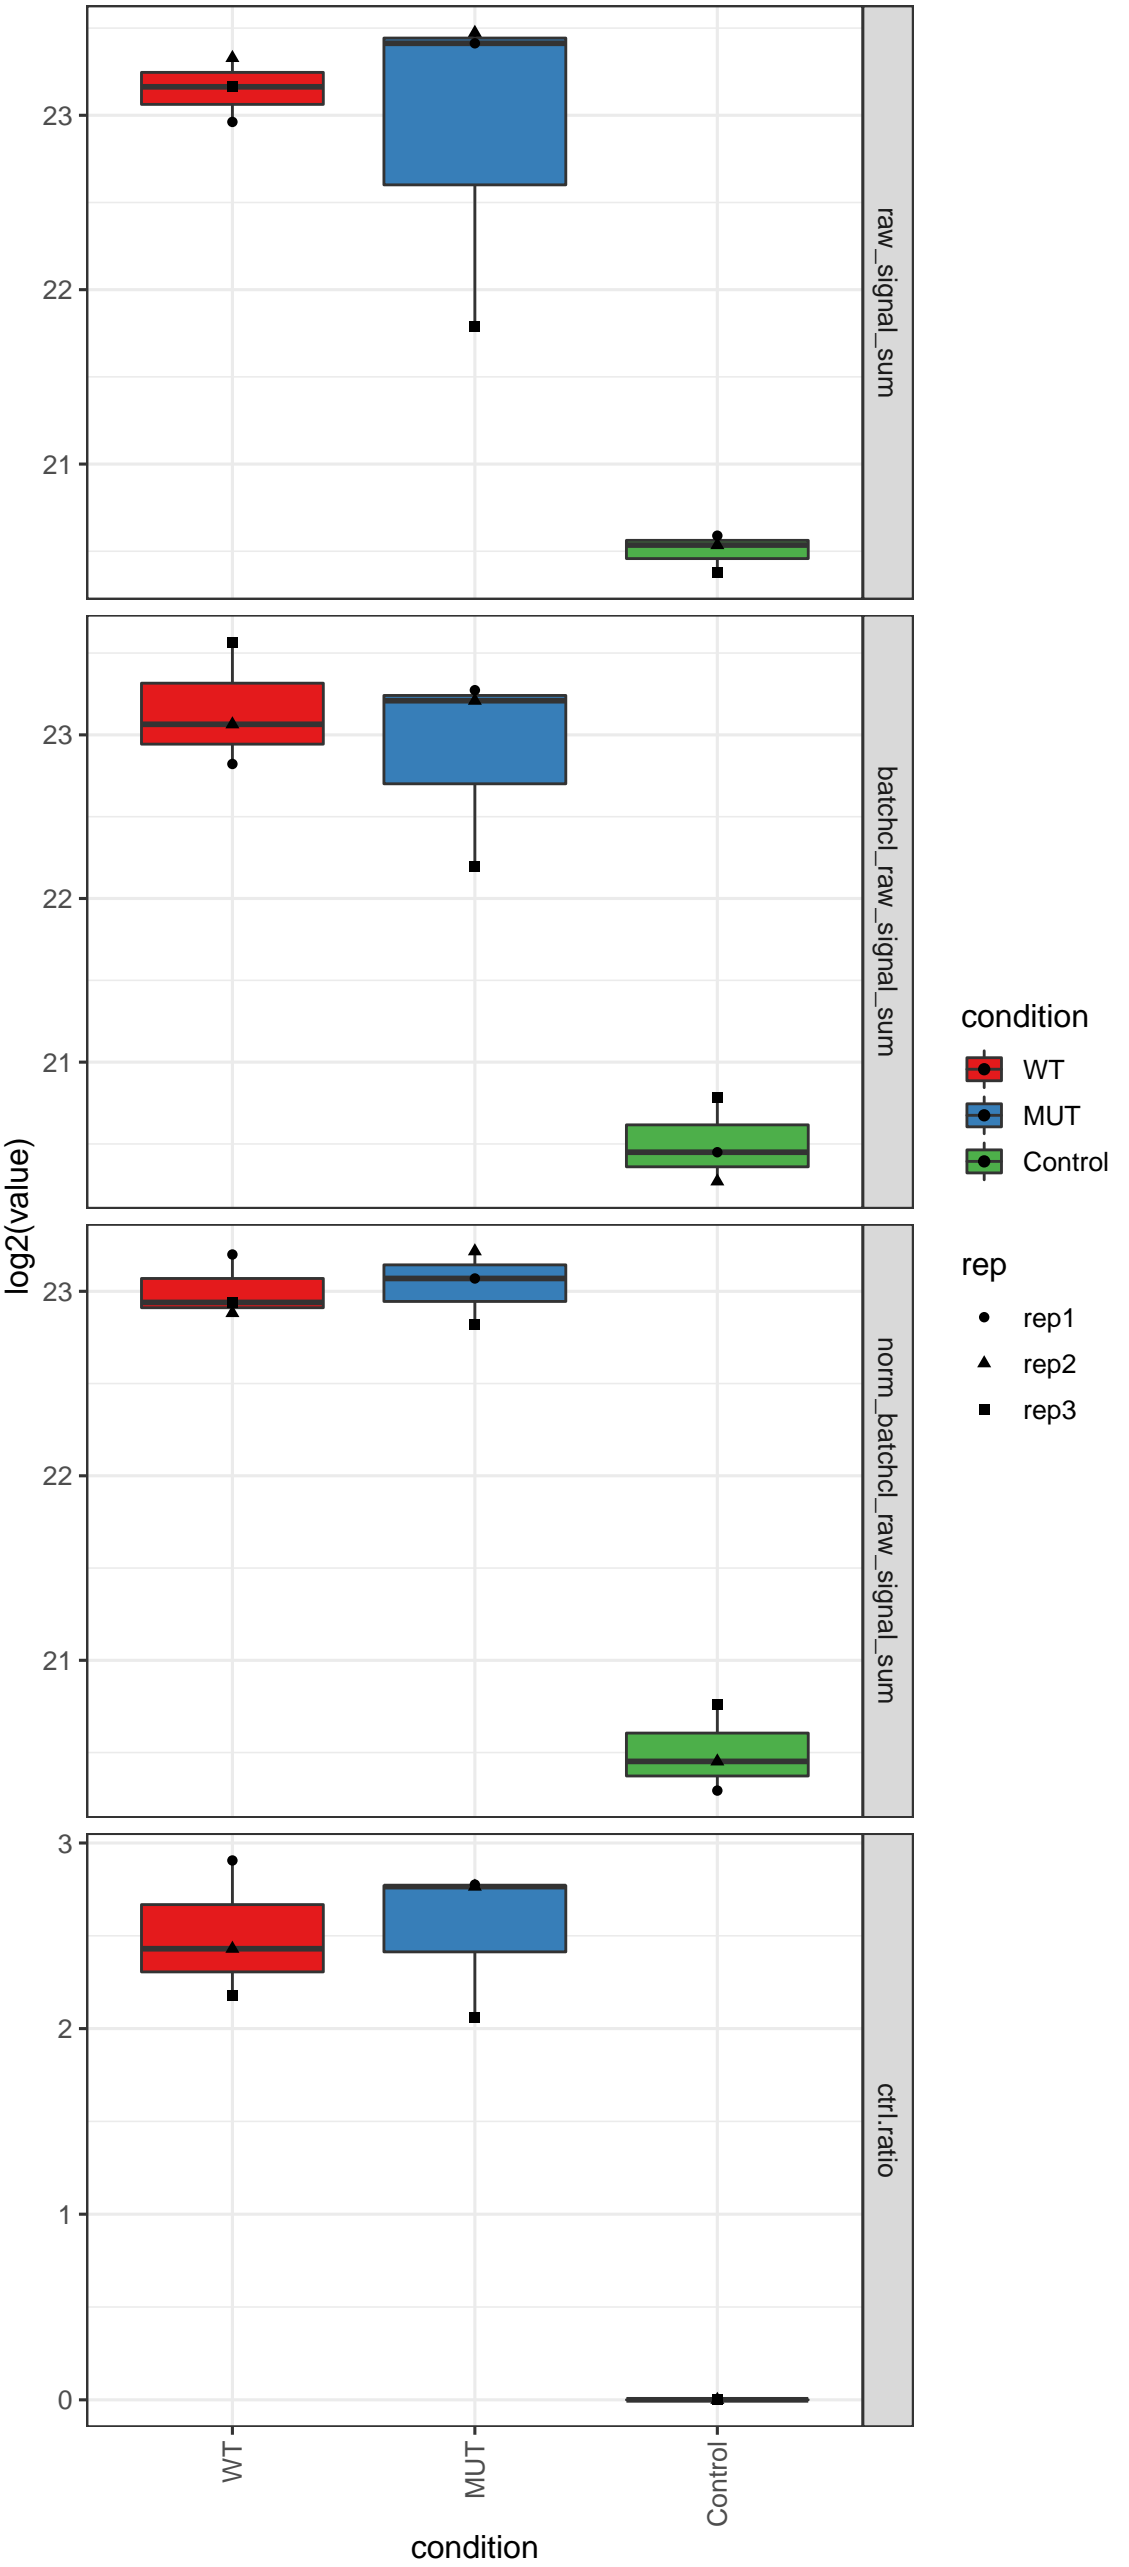 log2(value)
23
22
21
raw_signal_sum
23
22
21
batchcl_raw_signal_sum
23
22
21
norm_batchcl_raw_signal_sum
3
2
1
0
ctrl.ratio
WT
MUT
Control
condition
condition
WT
MUT
Control
rep
rep1
rep2
rep3